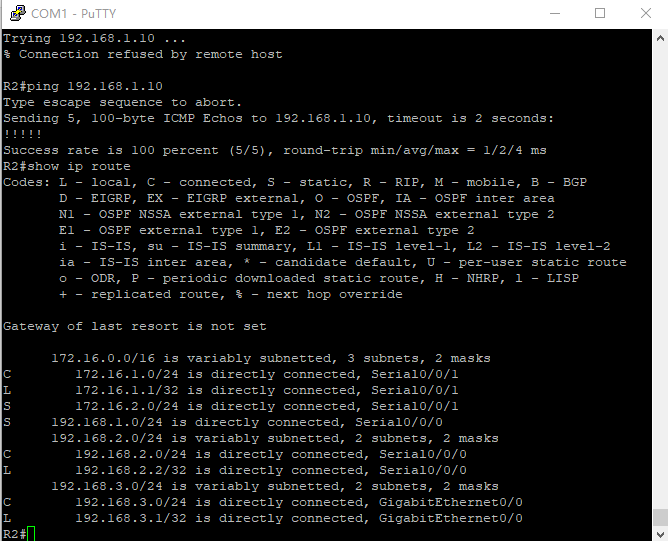 COM1 - PuTTY
Trying 192.168.1.10 ...
% Connection refused by remote host
R2#ping 192.168.1.10
Type escape sequence to abort.
Sending 5, 100-byte ICMP Echos to 192.168.1.10, timeout is 2 seconds:
!!!!!
Success rate is 100 percent (5/5), round-trip min/avg/max = 1/2/4 ms
R2#show ip route
Codes: L - local, C - connected, S - static, R - RIP, M - mobile, B - BGP
       D - EIGRP, EX - EIGRP external, O - OSPF, IA - OSPF inter area
       N1 - OSPF NSSA external type 1, N2 - OSPF NSSA external type 2
       E1 - OSPF external type 1, E2 - OSPF external type 2
       i - IS-IS, su - IS-IS summary, L1 - IS-IS level-1, L2 - IS-IS level-2
       ia - IS-IS inter area, * - candidate default, U - per-user static route
       o - ODR, P - periodic downloaded static route, H - NHRP, l - LISP
       + - replicated route, % - next hop override
Gateway of last resort is not set
      172.16.0.0/16 is variably subnetted, 3 subnets, 2 masks
C        172.16.1.0/24 is directly connected, Serial0/0/1
L        172.16.1.1/32 is directly connected, Serial0/0/1
S        172.16.2.0/24 is directly connected, Serial0/0/1
S     192.168.1.0/24 is directly connected, Serial0/0/0
      192.168.2.0/24 is variably subnetted, 2 subnets, 2 masks
C        192.168.2.0/24 is directly connected, Serial0/0/0
L        192.168.2.2/32 is directly connected, Serial0/0/0
      192.168.3.0/24 is variably subnetted, 2 subnets, 2 masks
C        192.168.3.0/24 is directly connected, GigabitEthernet0/0
L        192.168.3.1/32 is directly connected, GigabitEthernet0/0
R2#